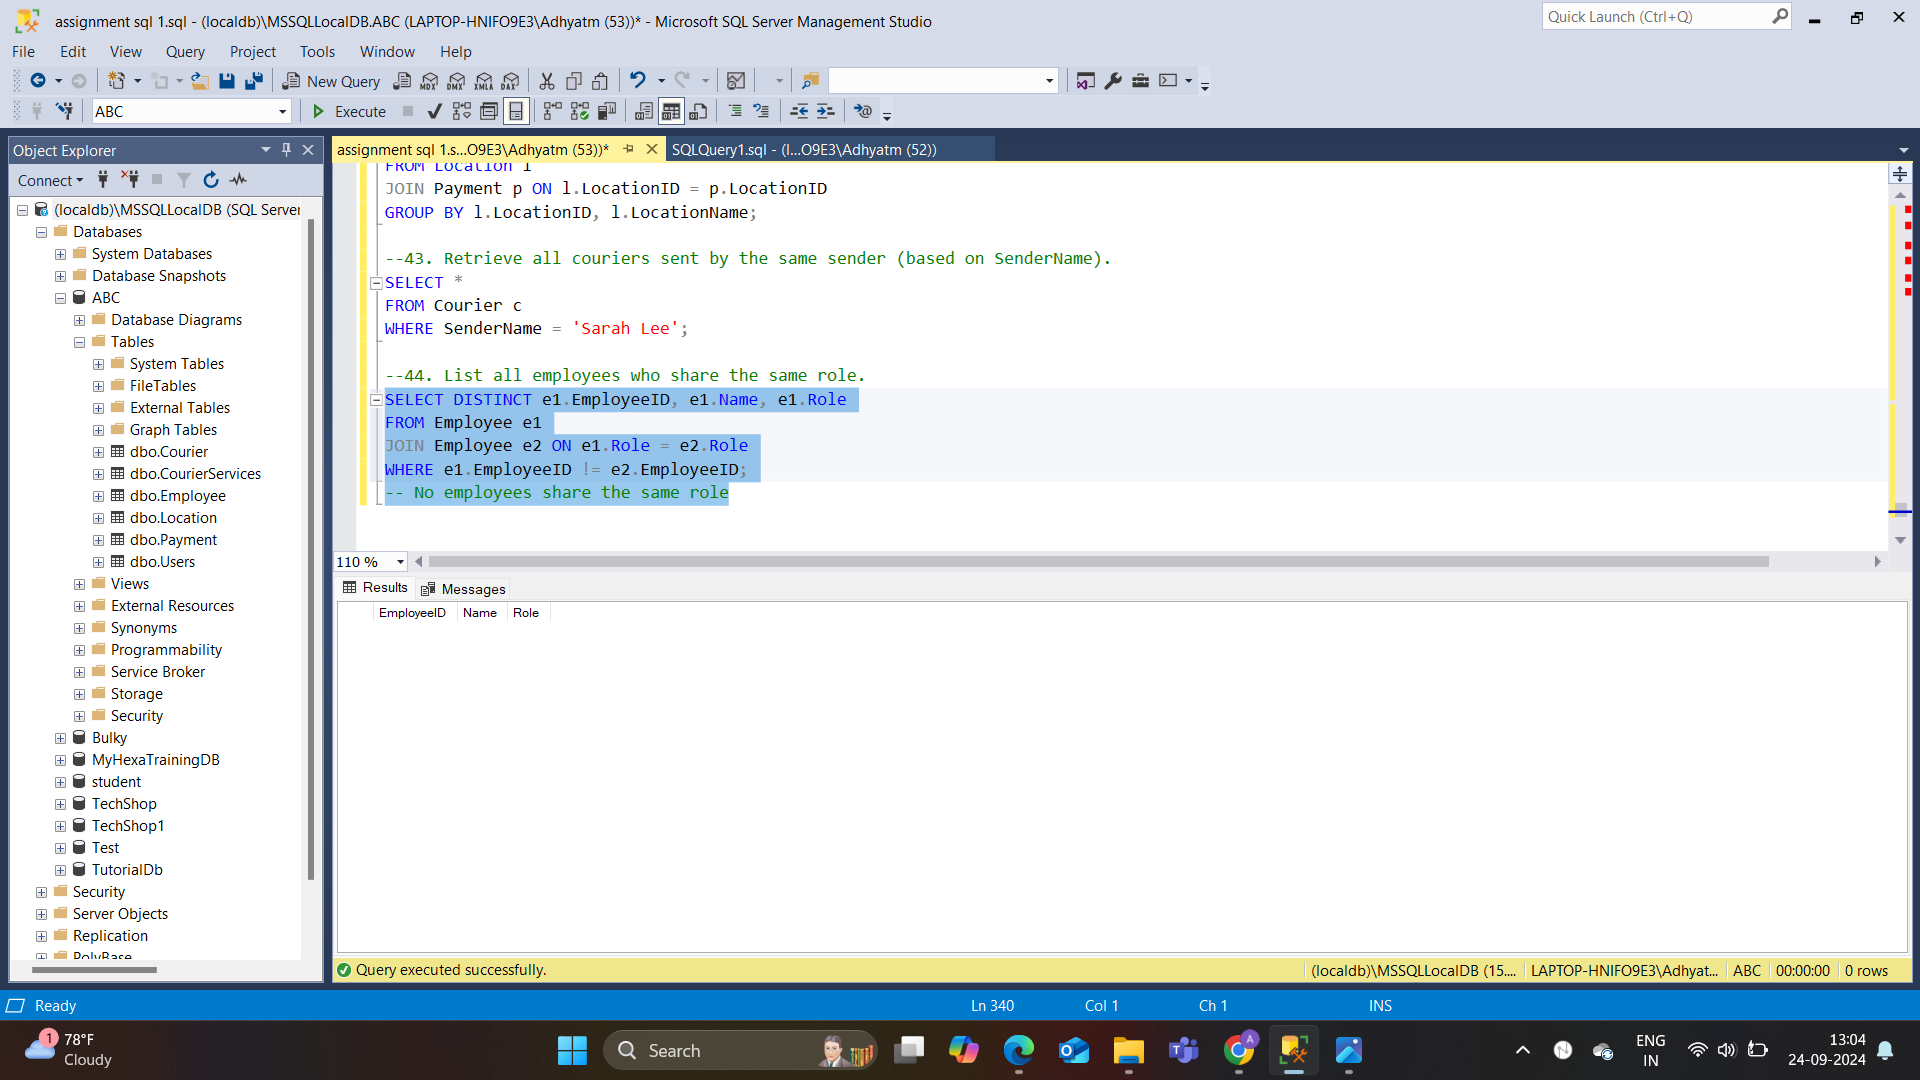 assignment sql 1.sql - (localdb)\MSSQLLocalDB.ABC (LAPTOP-HNIFO9E3\Adhyatm (53))* - Microsoft SQL Server Management Studio
Quick Launch (Ctrl+Q)
File Edit View Query Project Tools Window Help
New Query MDX DMX XMLA DAX
ABC Execute
Object Explorer
assignment sql 1.s...O9E3\Adhyatm (53))* SQLQuery1.sql - (l...O9E3\Adhyatm (52))
Connect
(localdb)\MSSQLLocalDB (SQL Server
Databases
System Databases
Database Snapshots
ABC
Database Diagrams
Tables
System Tables
FileTables
External Tables
Graph Tables
dbo.Courier
dbo.CourierServices
dbo.Employee
dbo.Location
dbo.Payment
dbo.Users
Views
External Resources
Synonyms
Programmability
Service Broker
Storage
Security
Bulky
MyHexaTrainingDB
student
TechShop
TechShop1
Test
TutorialDb
Security
Server Objects
Replication
PolyBase
FROM Location l
JOIN Payment p ON l.LocationID = p.LocationID
GROUP BY l.LocationID, l.LocationName;
--43. Retrieve all couriers sent by the same sender (based on SenderName).
SELECT *
FROM Courier c
WHERE SenderName = 'Sarah Lee';
--44. List all employees who share the same role.
SELECT DISTINCT e1.EmployeeID, e1.Name, e1.Role
FROM Employee e1
JOIN Employee e2 ON e1.Role = e2.Role
WHERE e1.EmployeeID != e2.EmployeeID;
-- No employees share the same role
110 %
Results Messages
EmployeeID Name Role
Query executed successfully.
(localdb)\MSSQLLocalDB (15.... LAPTOP-HNIFO9E3\Adhyat... ABC 00:00:00 0 rows
Ready Ln 340 Col 1 Ch 1 INS
1 78°F
Cloudy
Search
A
ENG
IN
13:04
24-09-2024